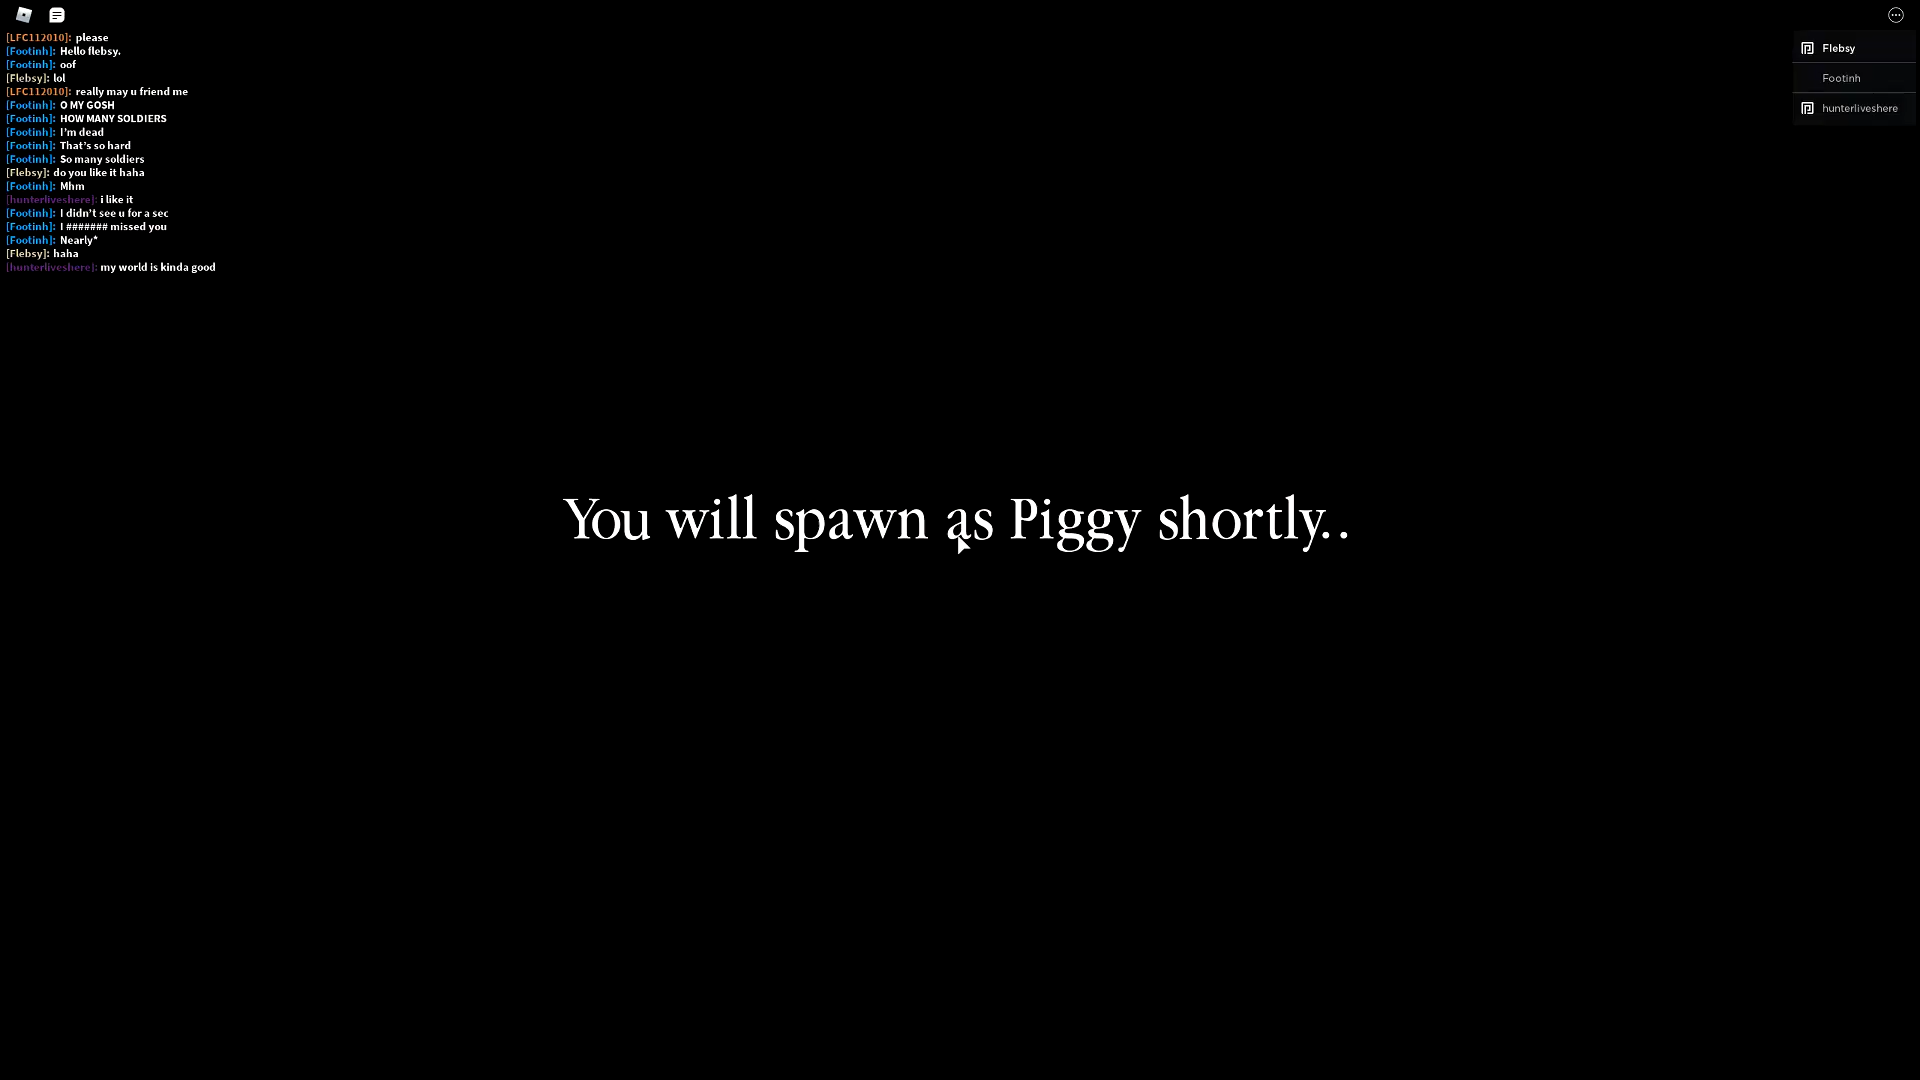 [LFC112010]: please
[Footinh]: Hello flebsy.
[Footinh]: oof
[Flebsy]: lol
[LFC112010]: really may u friend me
[Footinh]: O MY GOSH
[Footinh]: HOW MANY SOLDIERS
[Footinh]: I'm dead
[Footinh]: That's so hard
[Footinh]: So many soldiers
[Flebsy]: do you like it haha
[Footinh]: Mhm
[hunterliveshere]: i like it
[Footinh]: I didn't see u for a sec
[Footinh]: I ####### missed you
[Footinh]: Nearly*
[Flebsy]: haha
[hunterliveshere]: my world is kinda good
Flebsy
Footinh
hunterliveshere
You will spawn as Piggy shortly..